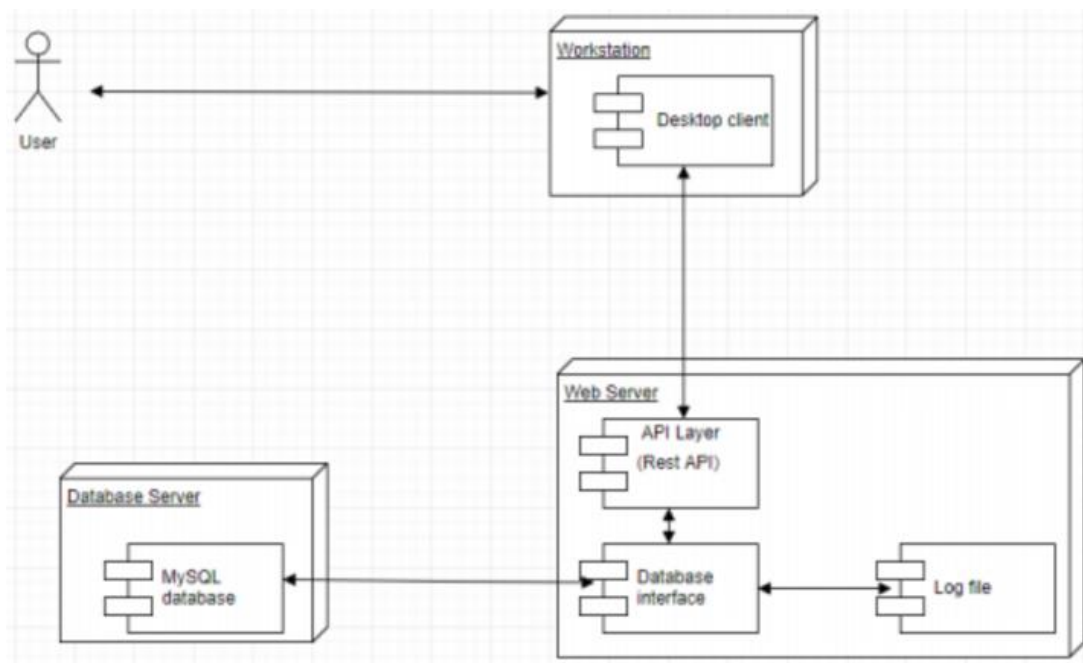 Workstation
Desktop client
User
Web Server
API Layer
(Rest API)
Database Server
MySQL
database
Database
interface
Log file